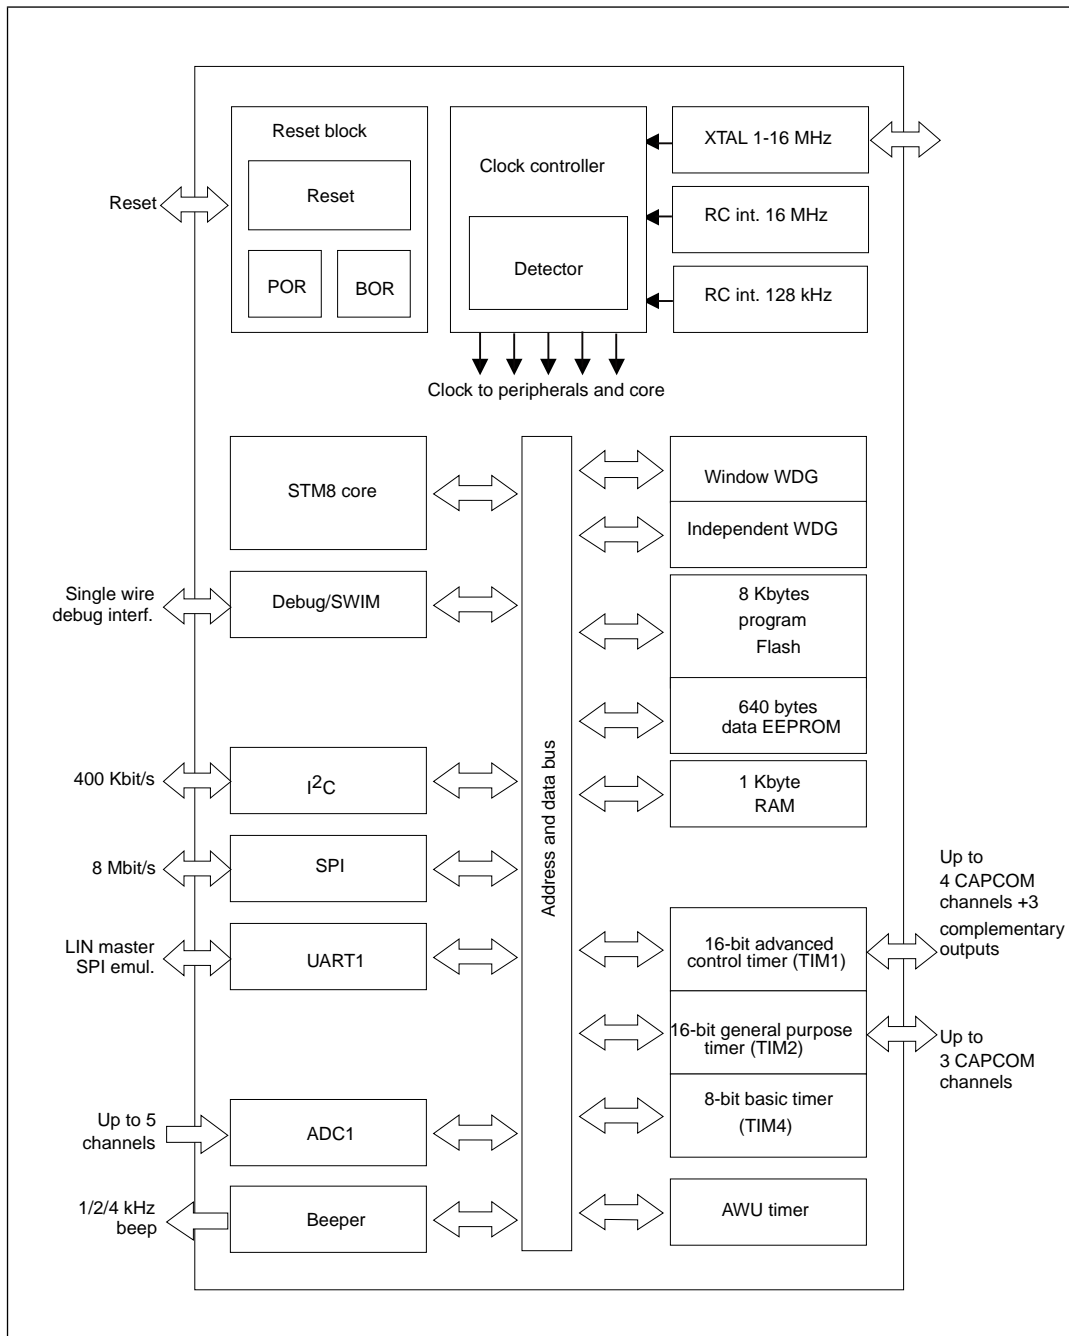 Reset block
Reset
POR
BOR
Reset
Clock controller
Detector
XTAL 1-16 MHz
RC int. 16 MHz
RC int. 128 kHz
Clock to peripherals and core
STM8 core
Single wire
debug interf.
Debug/SWIM
400 Kbit/s
I²C
8 Mbit/s
SPI
LIN master
SPI emul.
UART1
Up to 5
channels
ADC1
1/2/4 kHz
beep
Beeper
Address and data bus
Window WDG
Independent WDG
8 Kbytes
program
Flash
640 bytes
data EEPROM
1 Kbyte
RAM
16-bit advanced
control timer (TIM1)
Up to
4 CAPCOM
channels +3
complementary
outputs
16-bit general purpose
timer (TIM2)
Up to
3 CAPCOM
channels
8-bit basic timer
(TIM4)
AWU timer